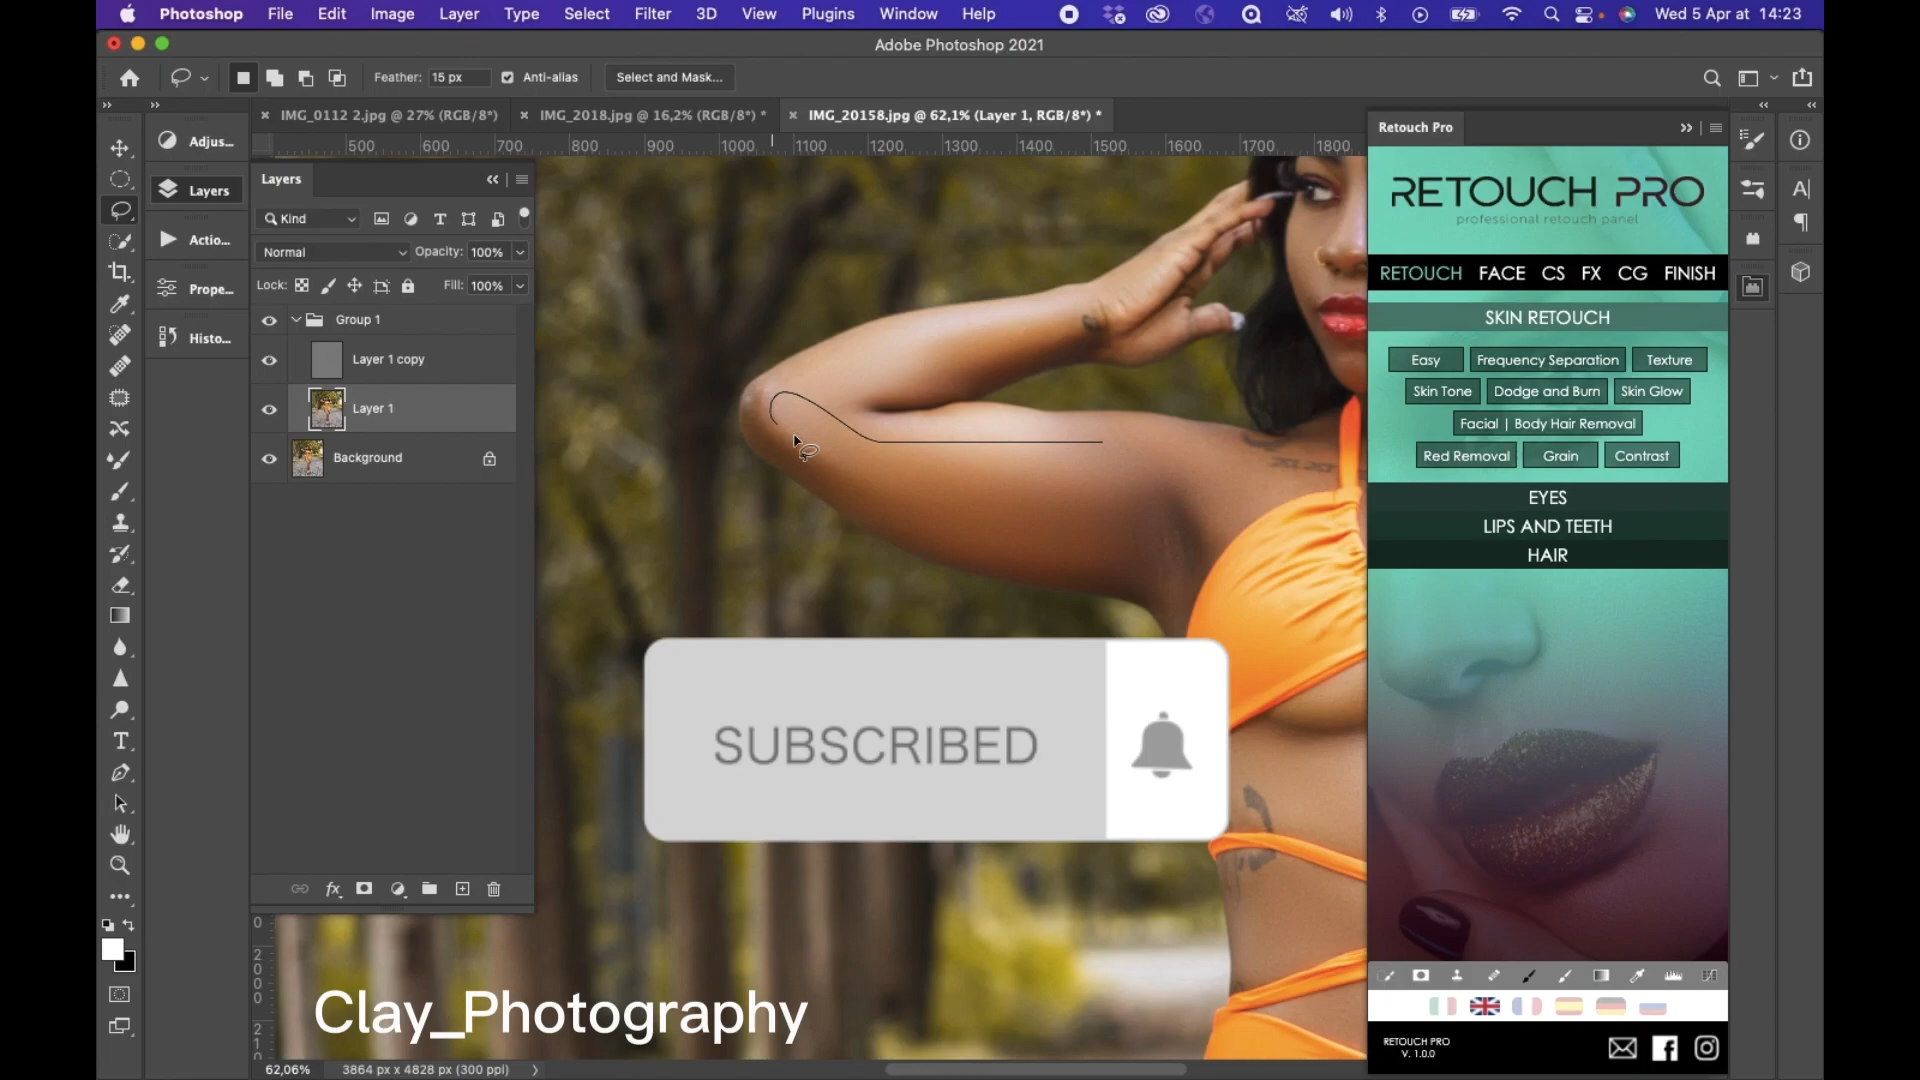 Photoshop File Edit Image Layer Type Select Filter 3D View Plugins Window Help Wed 5 Apr at 14:23
Adobe Photoshop 2021
Feather: 15 px Anti-alias Select and Mask...
IMG_0112 2.jpg @ 27% (RGB/8*) IMG_2018.jpg @ 16,2% (RGB/8*) * IMG_20158.jpg @ 62,1% (Layer 1, RGB/8*) *
500 600 700 800 900 1000 1100 1200 1300 1400 1500 1600 1700 1800
Adjus...
Layers
Actio...
Prope...
Histo...
Layers
Kind
Normal Opacity: 100%
Lock: Fill: 100%
Group 1
Layer 1 copy
Layer 1
Background
Retouch Pro
RETOUCH PRO
professional retouch panel
RETOUCH FACE CS FX CG FINISH
SKIN RETOUCH
Easy Frequency Separation Texture
Skin Tone Dodge and Burn Skin Glow
Facial | Body Hair Removal
Red Removal Grain Contrast
EYES
LIPS AND TEETH
HAIR
SUBSCRIBED
Clay_Photography
RETOUCH PRO
V. 1.0.0
62,06% 3864 px x 4828 px (300 ppi)